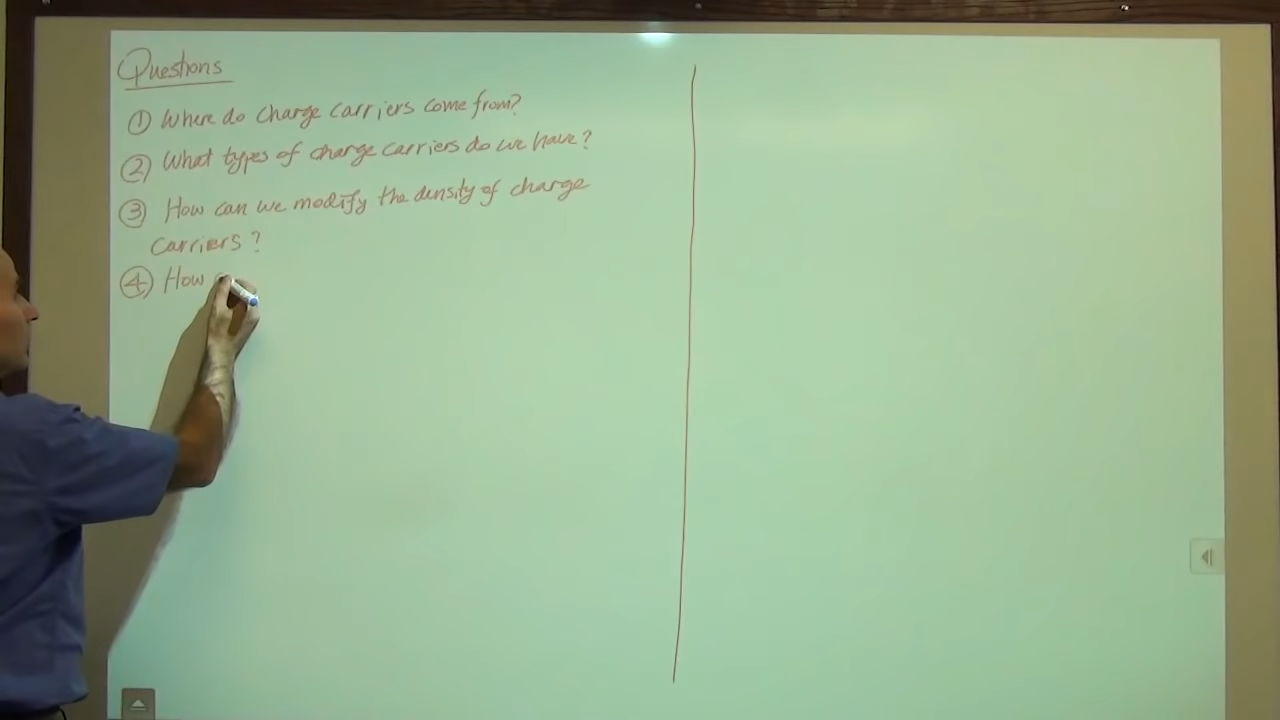 Questions
① Where do charge carriers come from?
② What types of charge carriers do we have?
③ How can we modify the density of charge
carriers?
④ How